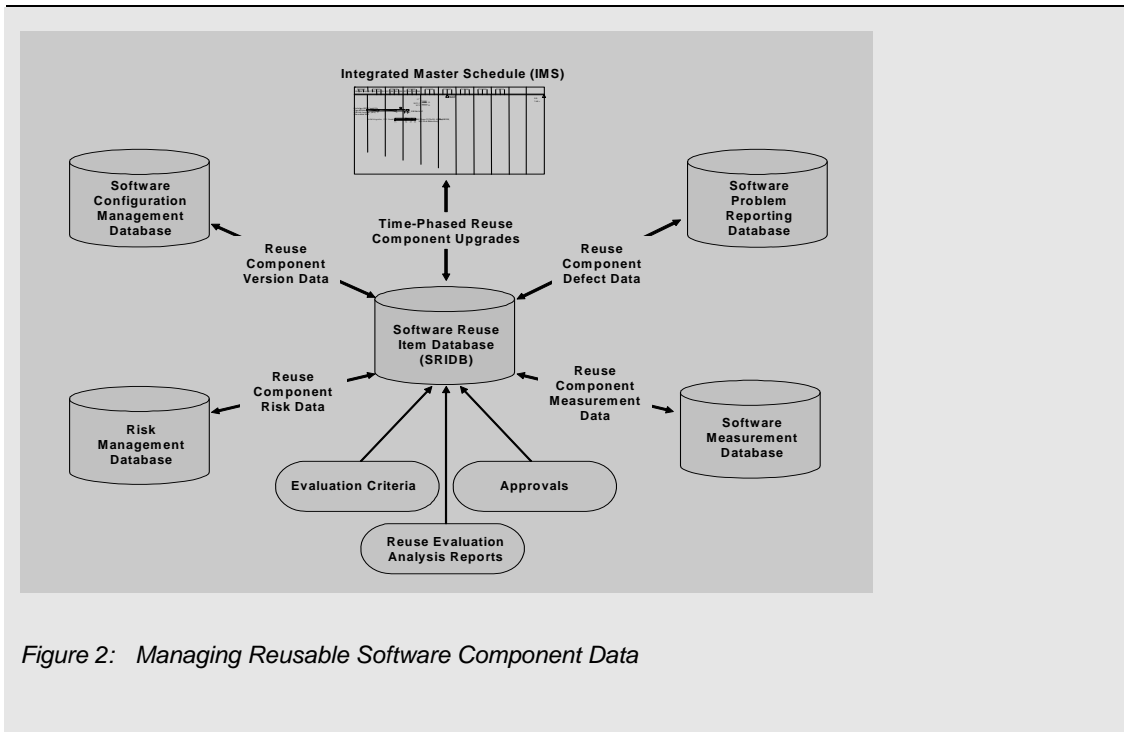 Integrated Master Schedule (IMS)
Software
Configuration
Management
Database
Software
Problem
Reporting
Database
Time-Phased Reuse
Component Upgrades
Reuse
Component
Version Data
Reuse
Component
Defect Data
Software Reuse
Item Database
(SRIDB)
Reuse
Component
Risk Data
Reuse
Component
Measurement
Data
Risk
Management
Database
Software
Measurement
Database
Evaluation Criteria
Approvals
Reuse Evaluation
Analysis Reports
Figure 2: Managing Reusable Software Component Data